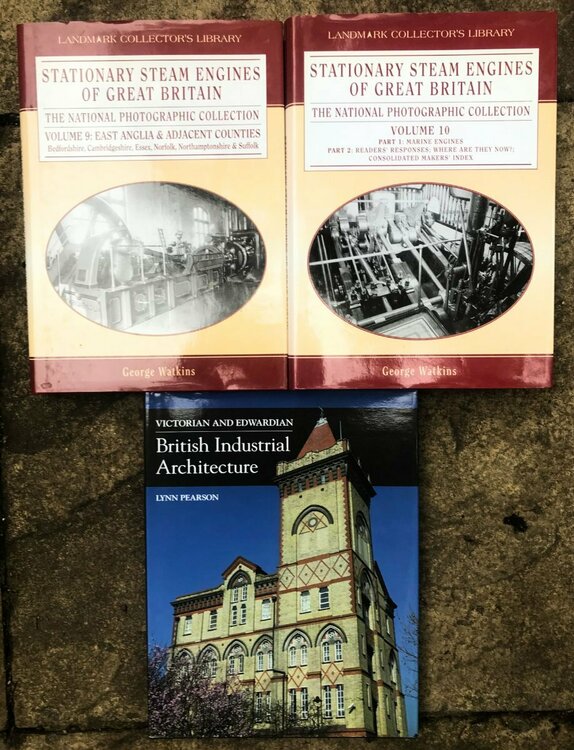 LANDMARK COLLECTOR'S LIBRARY
STATIONARY STEAM ENGINES
OF GREAT BRITAIN
THE NATIONAL PHOTOGRAPHIC COLLECTION
VOLUME 9: EAST ANGLIA & ADJACENT COUNTIES
Bedfordshire, Cambridgeshire, Essex, Norfolk, Northamptonshire & Suffolk
George Watkins
LANDMARK COLLECTOR'S LIBRARY
STATIONARY STEAM ENGINES
OF GREAT BRITAIN
THE NATIONAL PHOTOGRAPHIC COLLECTION
VOLUME 10
PART 1: MARINE ENGINES
PART 2: READERS' RESPONSES: WHERE ARE THEY NOW?;
CONSOLIDATED MAKERS' INDEX
George Watkins
VICTORIAN AND EDWARDIAN
British Industrial
Architecture
LYNN PEARSON